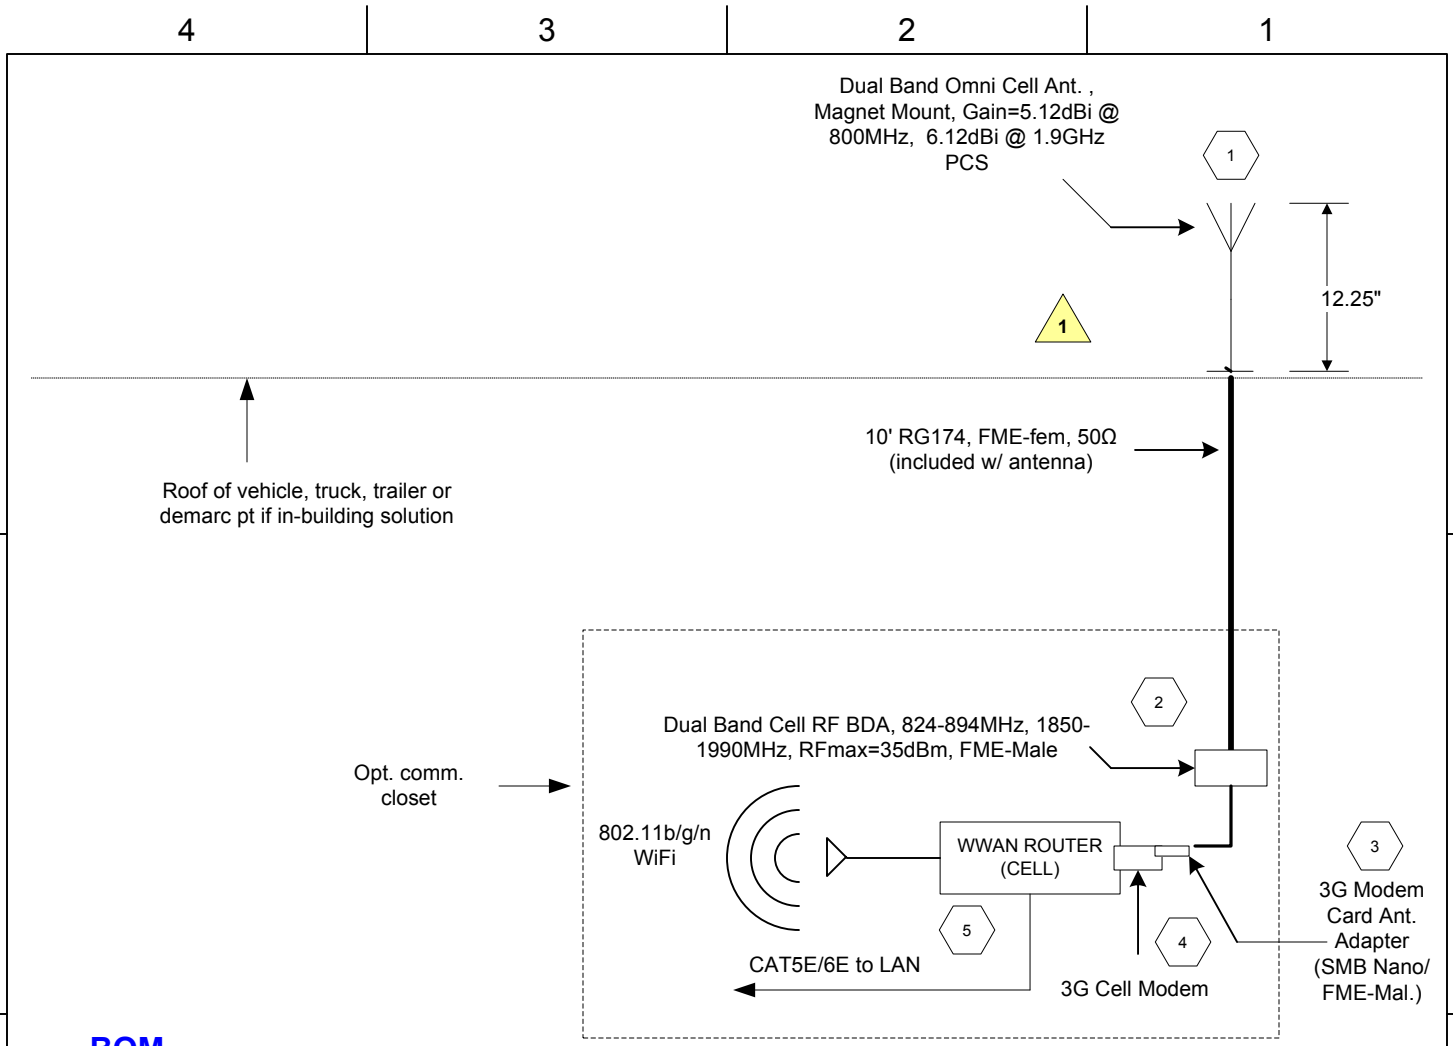 4
3
2
1
Dual Band Omni Cell Ant. ,
Magnet Mount, Gain=5.12dBi @
800MHz,  6.12dBi @ 1.9GHz
PCS
1
12.25"
1
10' RG174, FME-fem, 50Ω
(included w/ antenna)
Roof of vehicle, truck, trailer or
demarc pt if in-building solution
2
Dual Band Cell RF BDA, 824-894MHz, 1850-
1990MHz, RFmax=35dBm, FME-Male
Opt. comm.
closet
802.11b/g/n
WiFi
WWAN ROUTER
(CELL)
3
3G Modem
Card Ant.
Adapter
(SMB Nano/
FME-Mal.)
5
4
CAT5E/6E to LAN
3G Cell Modem
BOM